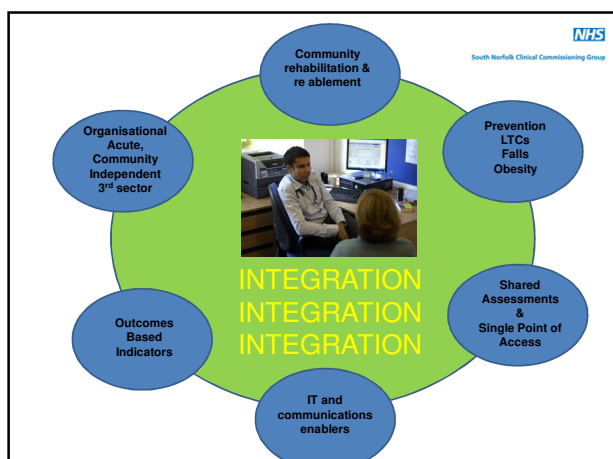 NHS
South Norfolk Clinical Commissioning Group
Community
rehabilitation &
re ablement
Organisational
Acute,
Community
Independent
3rd sector
Prevention
LTCs
Falls
Obesity
INTEGRATION
INTEGRATION
INTEGRATION
Outcomes
Based
Indicators
Shared
Assessments
&
Single Point of
Access
IT and
communications
enablers